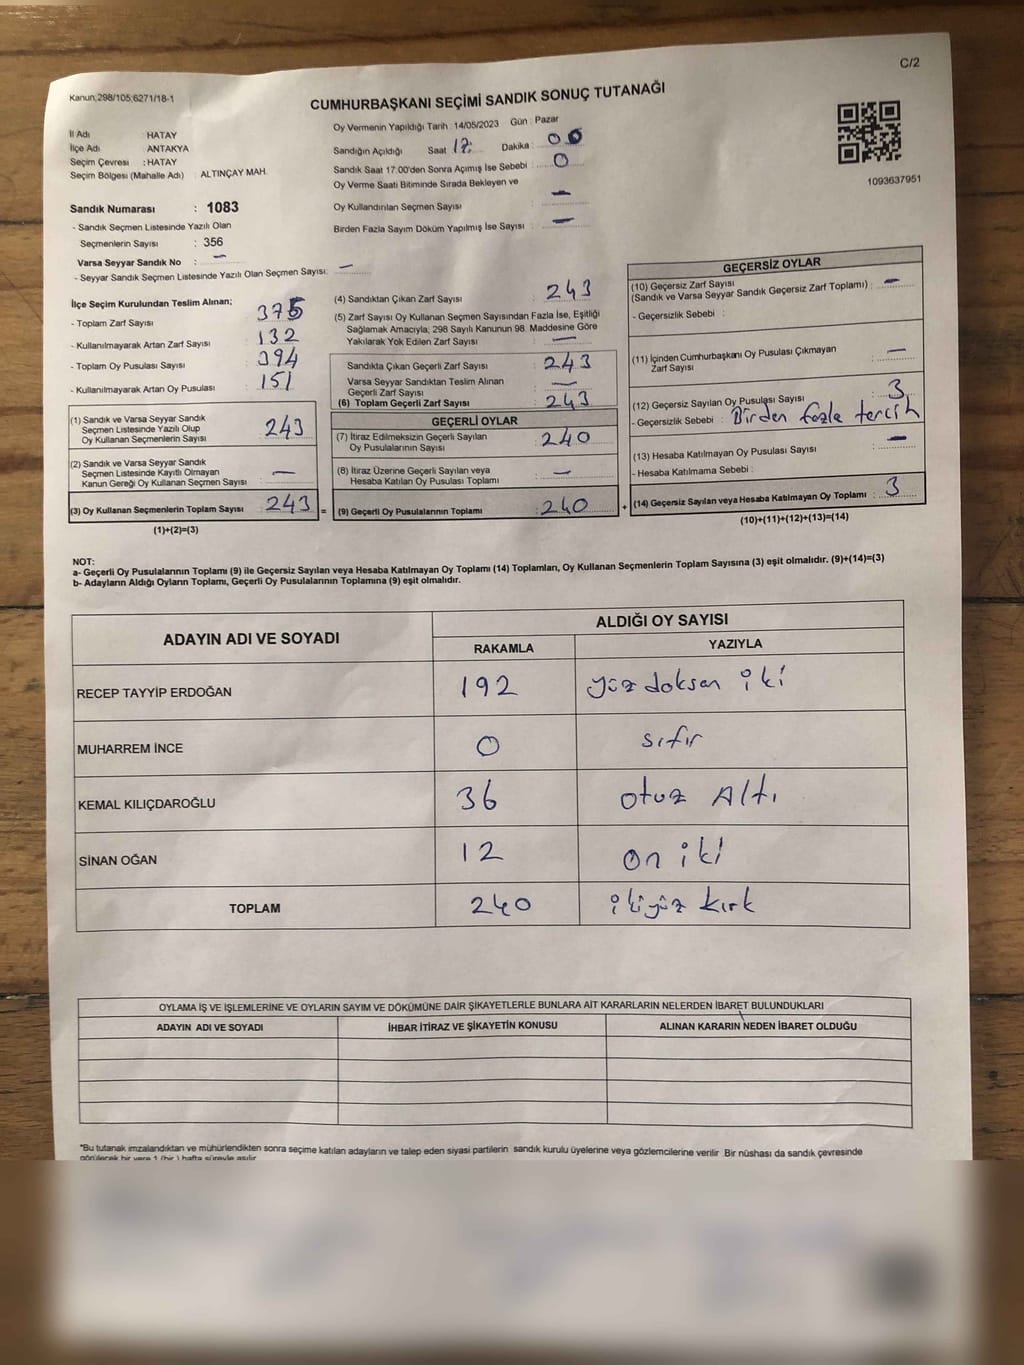 C/2
Kanun:298/105;6271/18-1
CUMHURBAŞKANI SEÇİMİ SANDIK SONUÇ TUTANAĞI
İl Adı : HATAY
İlçe Adı : ANTAKYA
Seçim Çevresi : HATAY
Seçim Bölgesi (Mahalle Adı) : ALTINÇAY MAH.
Oy Vermenin Yapıldığı Tarih : 14/05/2023 Gün : Pazar
Sandığın Açıldığı Saat 17: Dakika : 00
Sandık Saat 17:00'den Sonra Açımış İse Sebebi : 0
Oy Verme Saati Bitiminde Sırada Bekleyen ve
Oy Kullandırılan Seçmen Sayısı : —
Birden Fazla Sayım Döküm Yapılmış İse Sayısı : —
1093637951
Sandık Numarası : 1083
- Sandık Seçmen Listesinde Yazılı Olan
Seçmenlerin Sayısı : 356
Varsa Seyyar Sandık No : —
- Seyyar Sandık Seçmen Listesinde Yazılı Olan Seçmen Sayısı: —
İlçe Seçim Kurulundan Teslim Alınan;
- Toplam Zarf Sayısı 375
- Kullanılmayarak Artan Zarf Sayısı 132
- Toplam Oy Pusulası Sayısı 394
- Kullanılmayarak Artan Oy Pusulası 151
(1) Sandık ve Varsa Seyyar Sandık
Seçmen Listesinde Yazılı Olup
Oy Kullanan Seçmenlerin Sayısı : 243
(2) Sandık ve Varsa Seyyar Sandık
Seçmen Listesinde Kayıtlı Olmayan
Kanun Gereği Oy Kullanan Seçmen Sayısı : —
(3) Oy Kullanan Seçmenlerin Toplam Sayısı : 243 =
(1)+(2)=(3)
(4) Sandıktan Çıkan Zarf Sayısı : 243
(5) Zarf Sayısı Oy Kullanan Seçmen Sayısından Fazla İse, Eşitliği
Sağlamak Amacıyla; 298 Sayılı Kanunun 98. Maddesine Göre
Yakılarak Yok Edilen Zarf Sayısı : —
Sandıkta Çıkan Geçerli Zarf Sayısı : 243
Varsa Seyyar Sandıktan Teslim Alınan
Geçerli Zarf Sayısı : —
(6) Toplam Geçerli Zarf Sayısı : 243
GEÇERLİ OYLAR
(7) İtiraz Edilmeksizin Geçerli Sayılan
Oy Pusulalarının Sayısı : 240
(8) İtiraz Üzerine Geçerli Sayılan veya
Hesaba Katılan Oy Pusulası Toplamı : —
(9) Geçerli Oy Pusulalarının Toplamı : 240 +
GEÇERSİZ OYLAR
(10) Geçersiz Zarf Sayısı
(Sandık ve Varsa Seyyar Sandık Geçersiz Zarf Toplamı) : —
- Geçersizlik Sebebi :
(11) İçinden Cumhurbaşkanı Oy Pusulası Çıkmayan
Zarf Sayısı : —
(12) Geçersiz Sayılan Oy Pusulası Sayısı : 3
- Geçersizlik Sebebi : Birden fazla tercih
(13) Hesaba Katılmayan Oy Pusulası Sayısı : —
- Hesaba Katılmama Sebebi :
(14) Geçersiz Sayılan veya Hesaba Katılmayan Oy Toplamı : 3
(10)+(11)+(12)+(13)=(14)
NOT:
a- Geçerli Oy Pusulalarının Toplamı (9) ile Geçersiz Sayılan veya Hesaba Katılmayan Oy Toplamı (14) Toplamları, Oy Kullanan Seçmenlerin Toplam Sayısına (3) eşit olmalıdır. (9)+(14)=(3)
b- Adayların Aldığı Oyların Toplamı, Geçerli Oy Pusulalarının Toplamına (9) eşit olmalıdır.
ADAYIN ADI VE SOYADI ALDIĞI OY SAYISI
RAKAMLA YAZIYLA
RECEP TAYYİP ERDOĞAN 192 yüz doksan iki
MUHARREM İNCE 0 sıfır
KEMAL KILIÇDAROĞLU 36 otuz Altı
SİNAN OĞAN 12 on iki
TOPLAM 240 ikiyüz kırk
OYLAMA İŞ VE İŞLEMLERİNE VE OYLARIN SAYIM VE DÖKÜMÜNE DAİR ŞİKAYETLERLE BUNLARA AİT KARARLARIN NELERDEN İBARET BULUNDUKLARI
ADAYIN ADI VE SOYADI İHBAR İTİRAZ VE ŞİKAYETİN KONUSU ALINAN KARARIN NEDEN İBARET OLDUĞU
*Bu tutanak imzalandıktan ve mühürlendikten sonra seçime katılan adayların ve talep eden siyasi partilerin sandık kurulu üyelerine veya gözlemcilerine verilir Bir nüshası da sandık çevresinde
görülecek bir yere 1 (bir ) hafta süreyle asılır